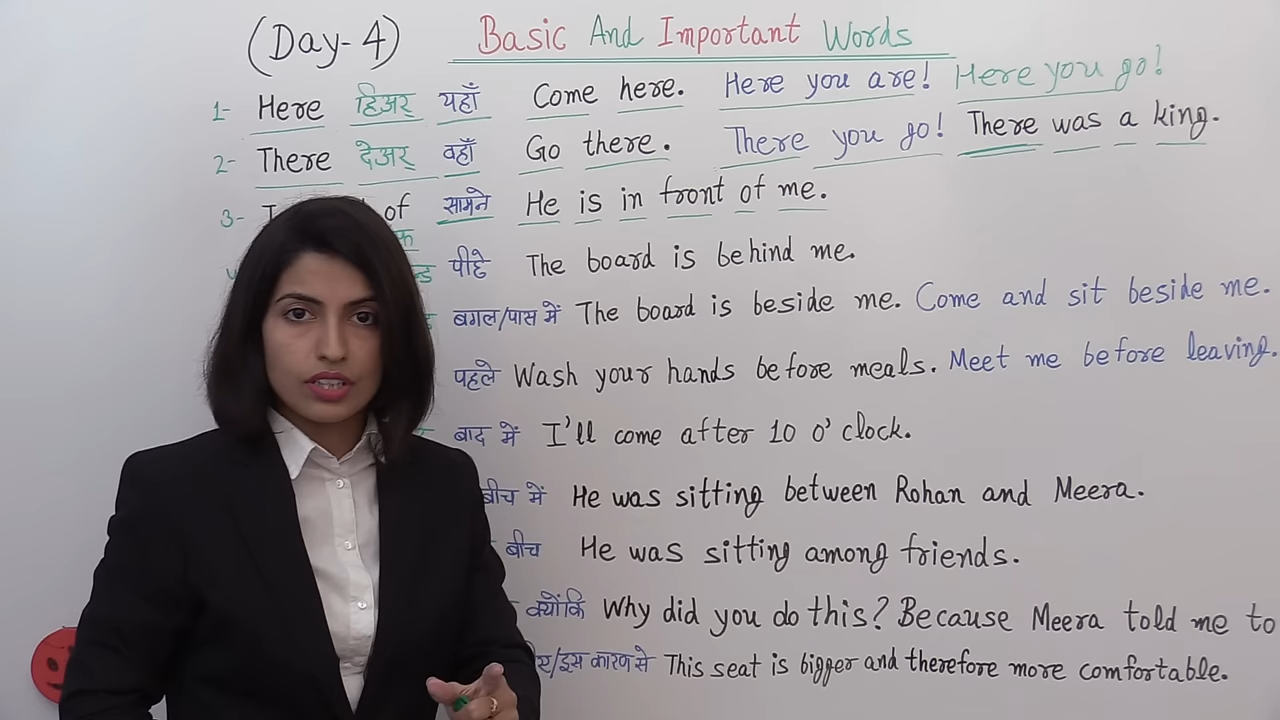 (Day-4) Basic And Important Words
1- Here हिअर् यहाँ Come here. Here you are! Here you go!
2- There देअर् वहाँ Go there. There you go! There was a king.
3- of सामने He is in front of me.
पीछे The board is behind me.
बगल/पास में The board is beside me. Come and sit beside me.
पहले Wash your hands before meals. Meet me before leaving.
बाद में I'll come after 10 o'clock.
बीच में He was sitting between Rohan and Meera.
बीच He was sitting among friends.
क्योंकि Why did you do this? Because Meera told me to
/इस कारण से This seat is bigger and therefore more comfortable.